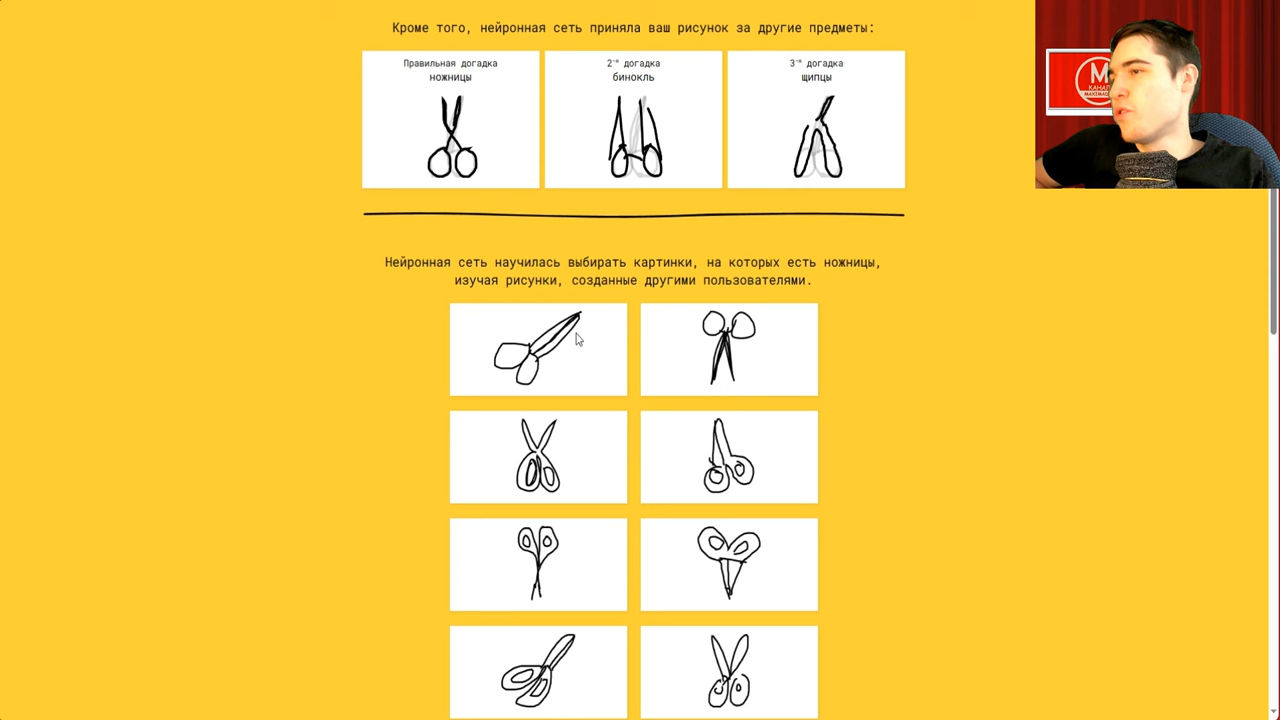 Кроме того, нейронная сеть приняла ваш рисунок за другие предметы:
Правильная догадка
ножницы
2-я догадка
бинокль
3-я догадка
щипцы
Нейронная сеть научилась выбирать картинки, на которых есть ножницы,
изучая рисунки, созданные другими пользователями.
М
КАНАЛ